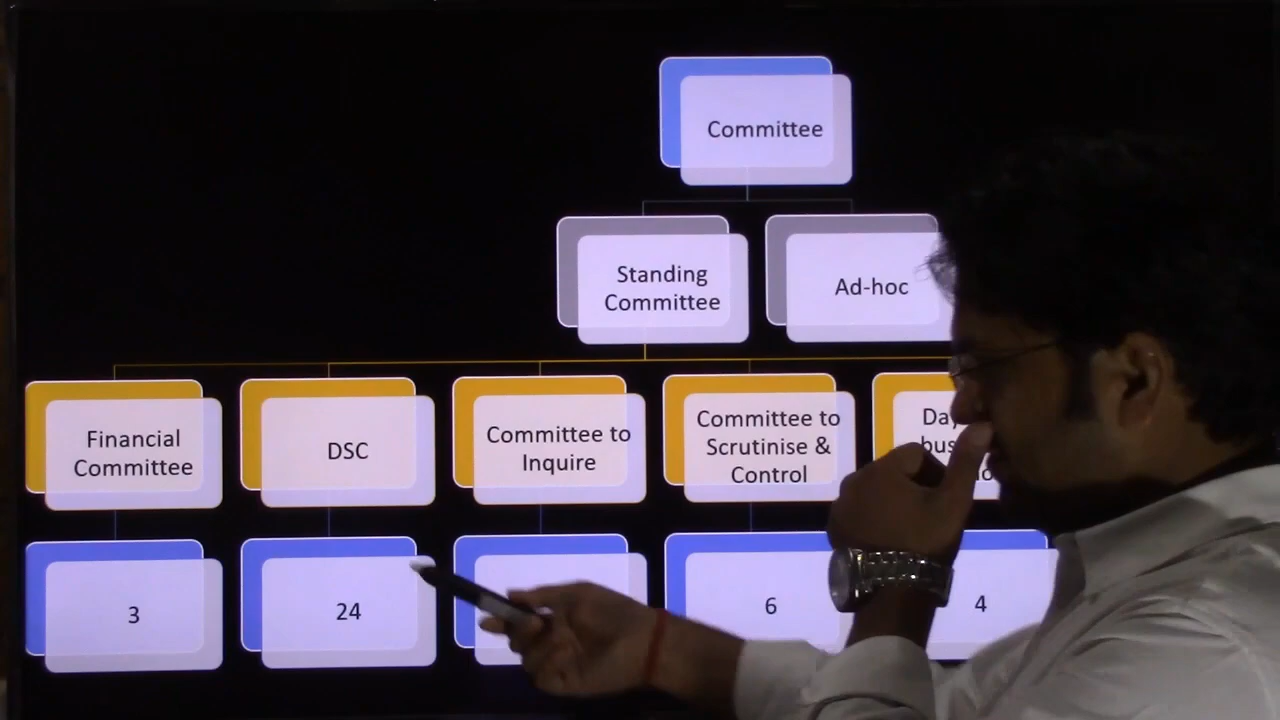 Committee
Standing
Committee
Ad-hoc
Financial
Committee
DSC
Committee to
Inquire
Committee to
Scrutinise &
Control
3
24
6
4